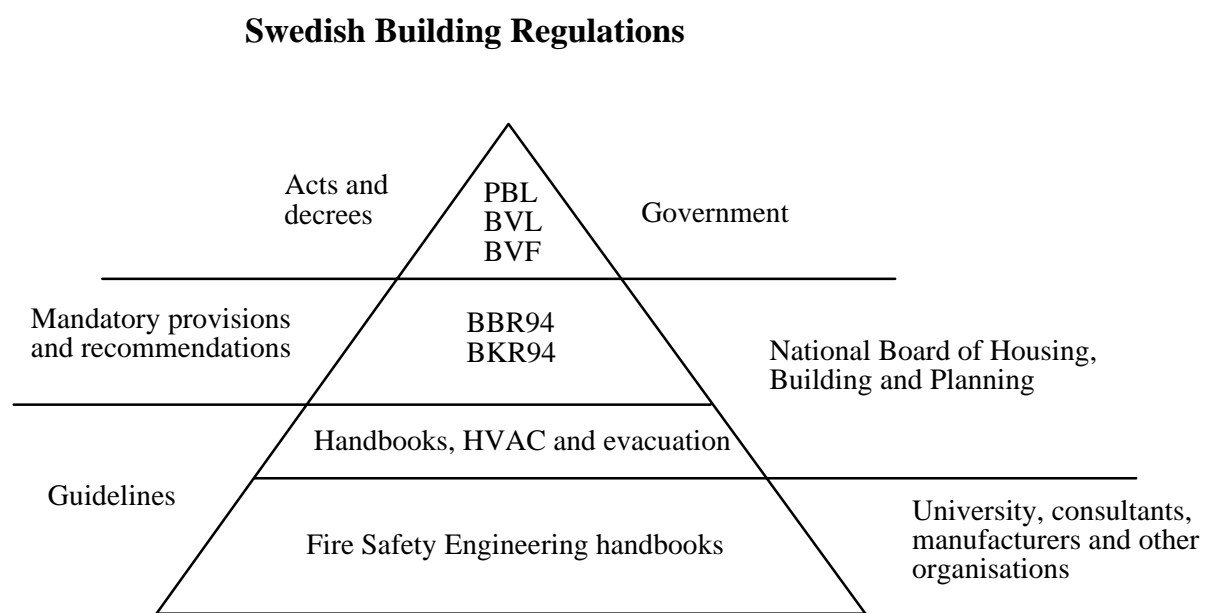 Swedish Building Regulations
Acts and
decrees
PBL
BVL
BVF
Government
Mandatory provisions
and recommendations
BBR94
BKR94
National Board of Housing,
Building and Planning
Handbooks, HVAC and evacuation
Guidelines
Fire Safety Engineering handbooks
University, consultants,
manufacturers and other
organisations